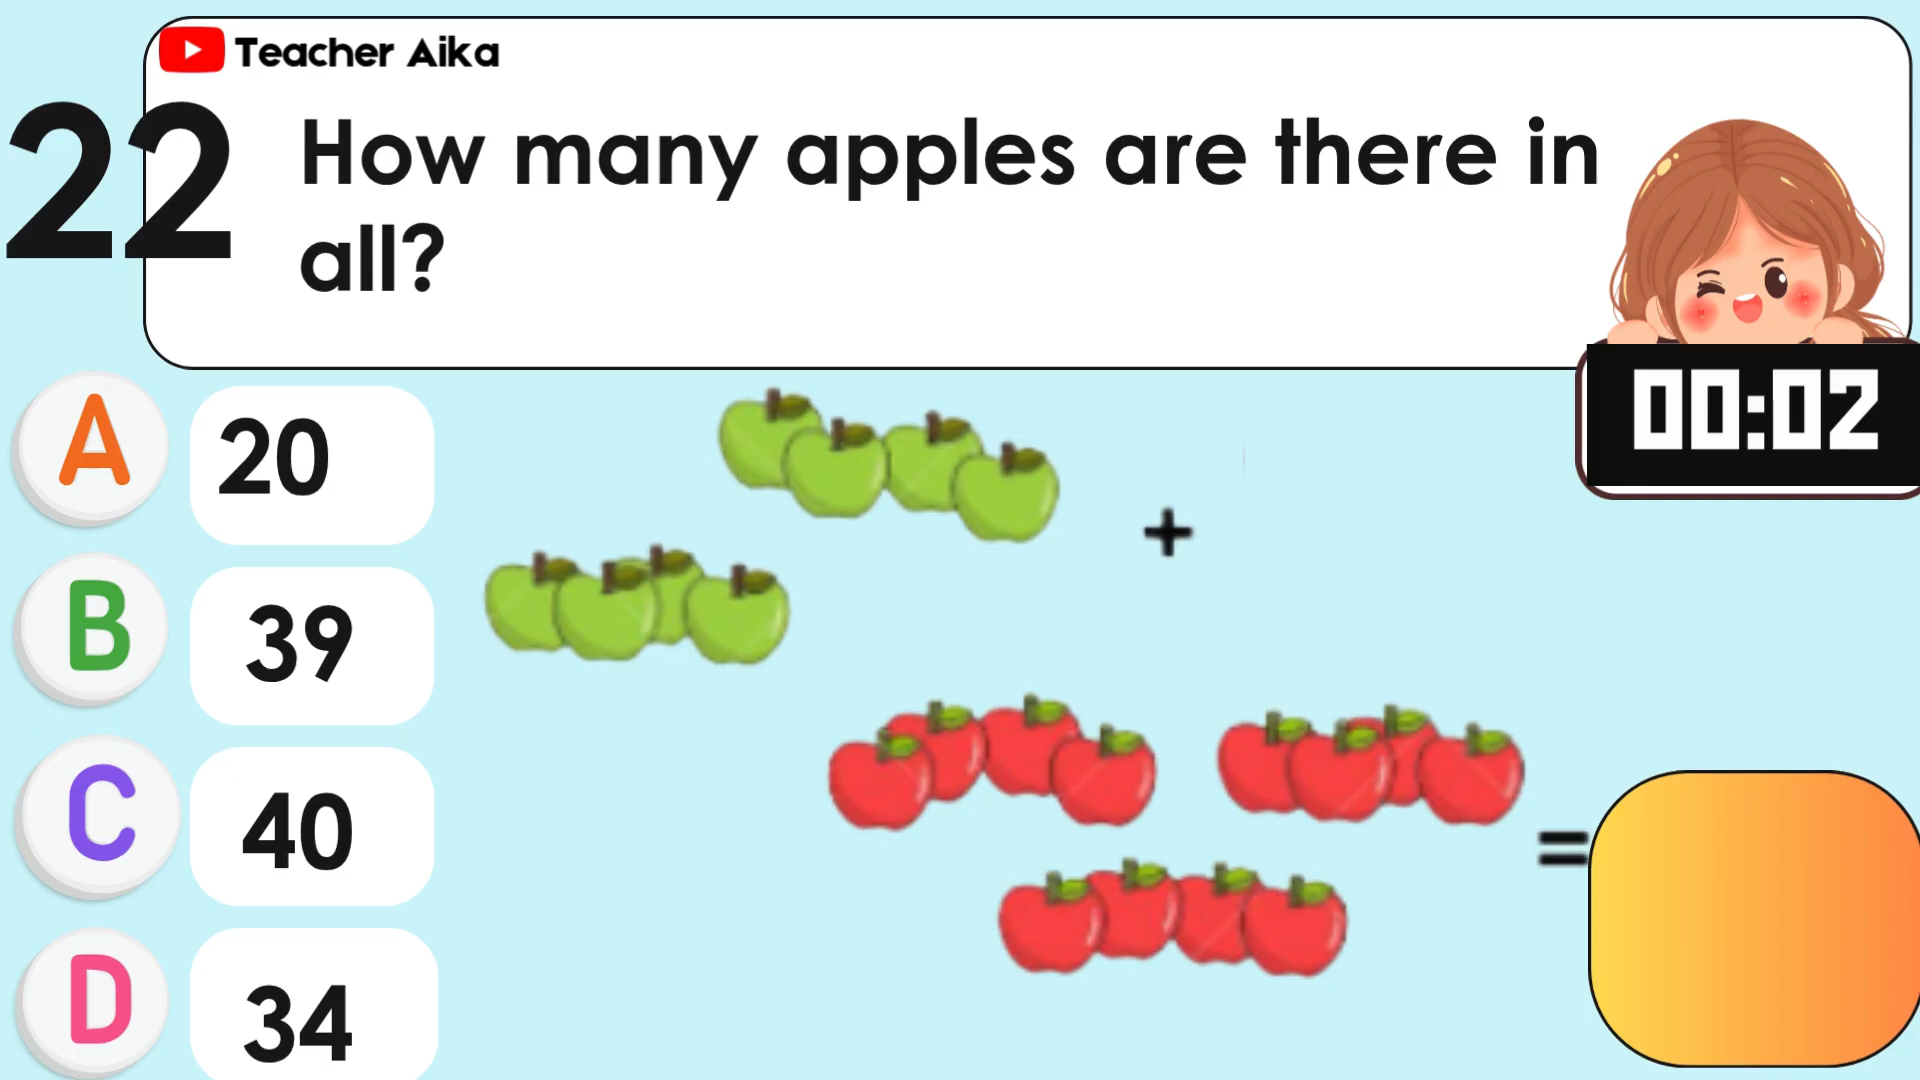 Teacher Aika
22
How many apples are there in
all?
00:02
A 20
B 39
C 40
D 34
+
=